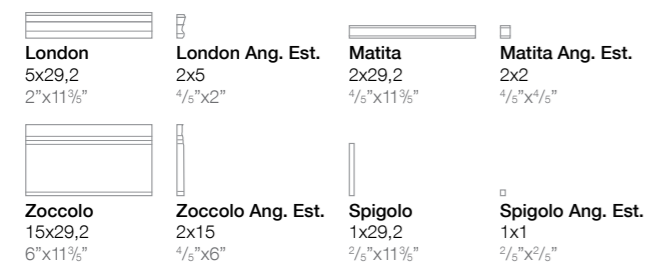 London
5x29,2
2”x11⅗”
London Ang. Est.
2x5
⁴/₅”x2”
Matita
2x29,2
⁴/₅”x11⅗”
Matita Ang. Est.
2x2
⁴/₅”x⁴/₅”
Zoccolo
15x29,2
6”x11⅗”
Zoccolo Ang. Est.
2x15
⁴/₅”x6”
Spigolo
1x29,2
²/₅”x11⅗”
Spigolo Ang. Est.
1x1
²/₅”x²/₅”